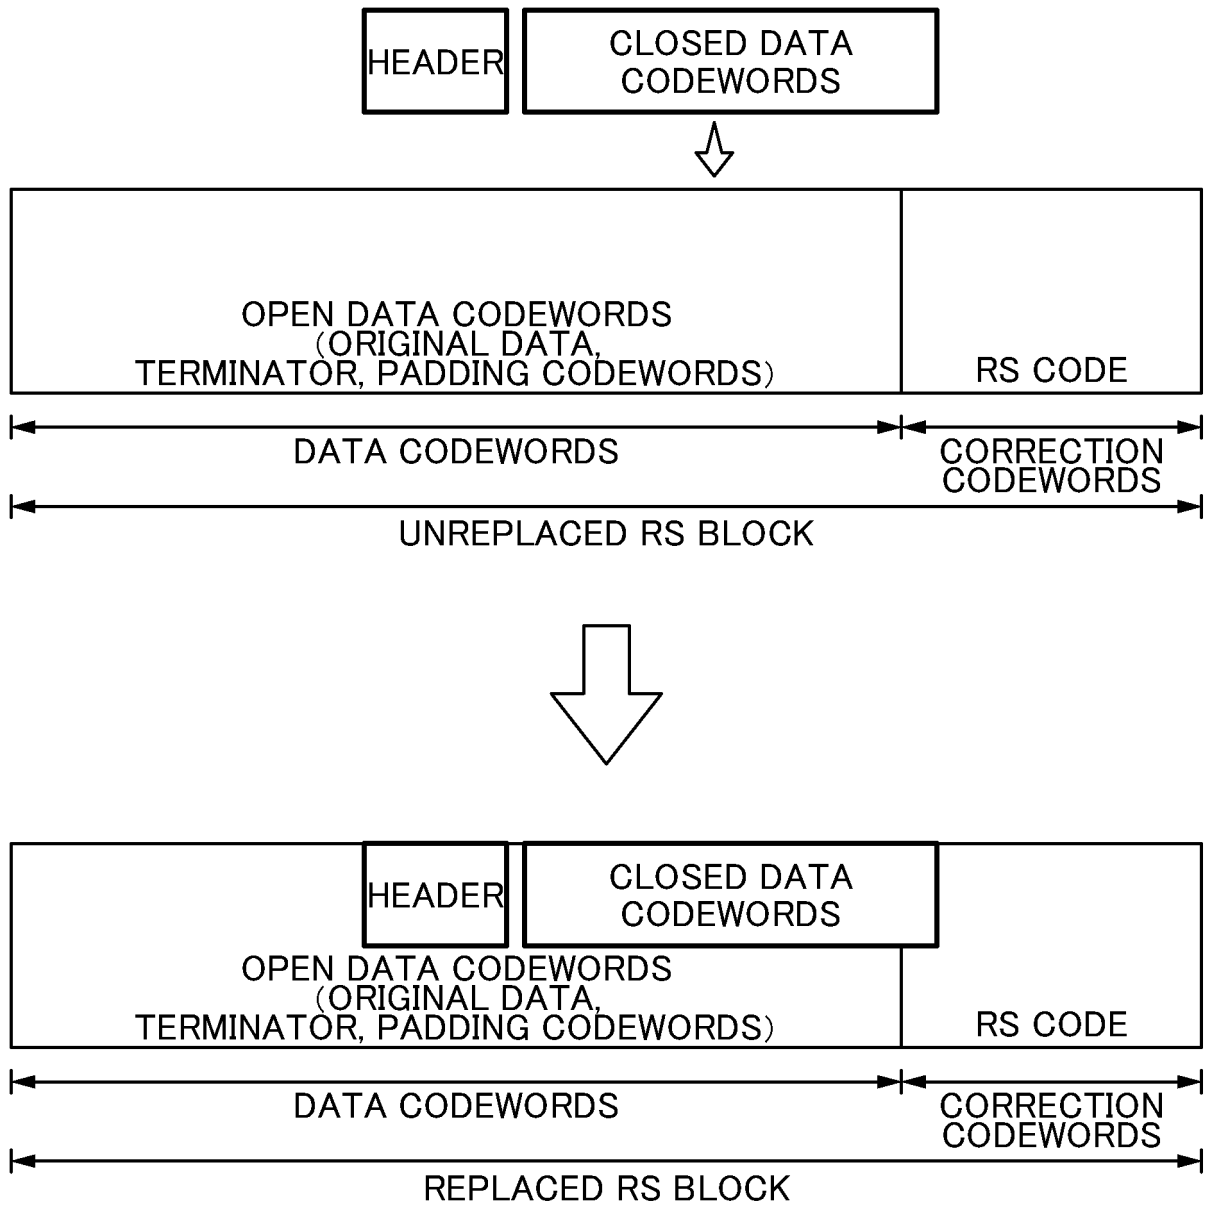 HEADER
CLOSED DATA
CODEWORDS
OPEN DATA CODEWORDS
(ORIGINAL DATA,
TERMINATOR, PADDING CODEWORDS)
RS CODE
DATA CODEWORDS
CORRECTION
CODEWORDS
UNREPLACED RS BLOCK
HEADER
CLOSED DATA
CODEWORDS
OPEN DATA CODEWORDS
(ORIGINAL DATA,
TERMINATOR, PADDING CODEWORDS)
RS CODE
DATA CODEWORDS
CORRECTION
CODEWORDS
REPLACED RS BLOCK